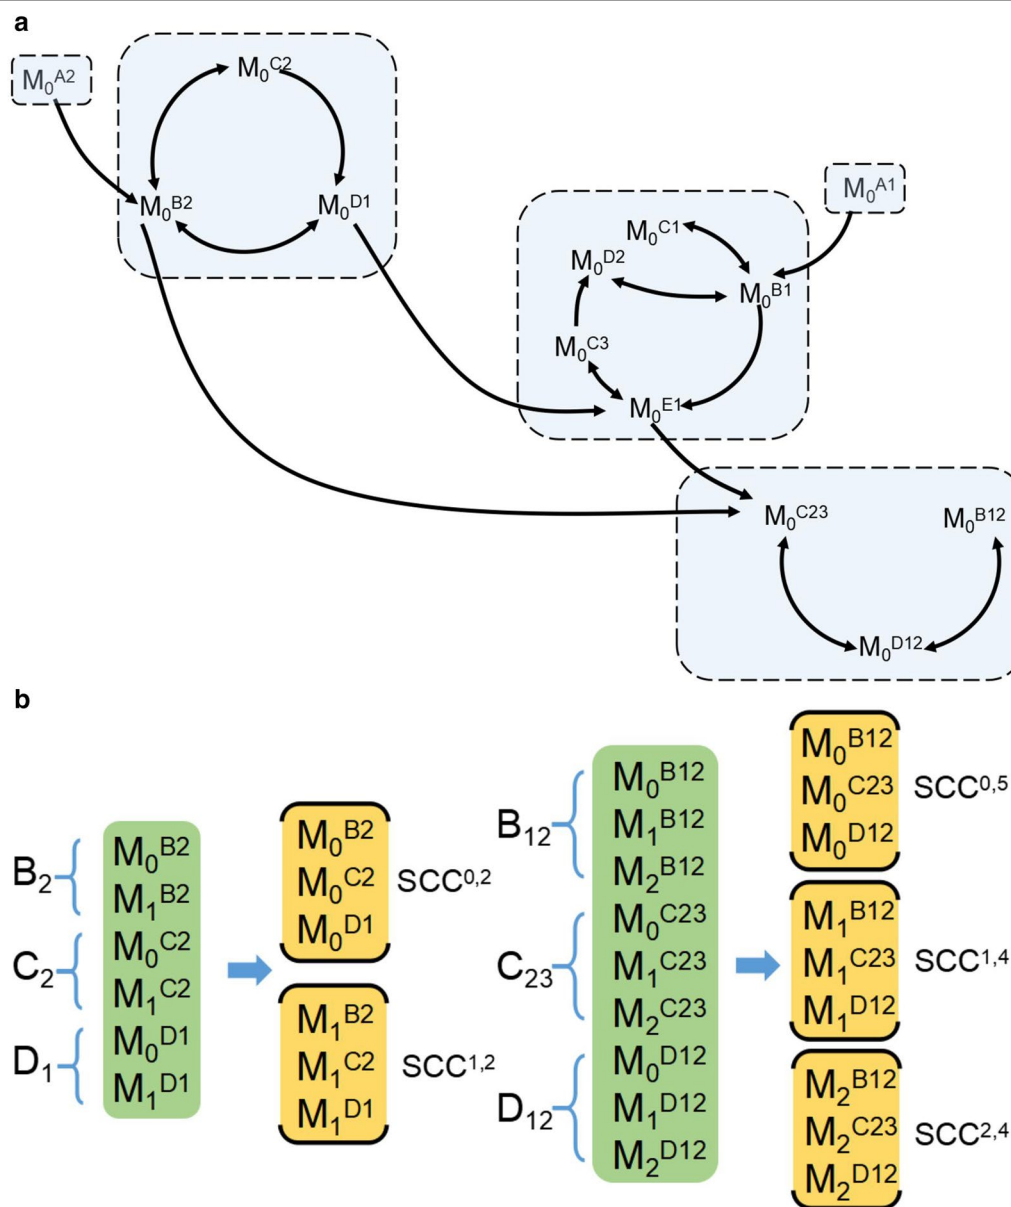 a
M₀ᶜ²
M₀ᴬ²
M₀ᴮ²
M₀ᴰ¹
M₀ᴬ¹
M₀ᶜ¹
M₀ᴰ²
M₀ᴮ¹
M₀ᶜ³
M₀ᴱ¹
M₀ᶜ²³
M₀ᴮ¹²
M₀ᴰ¹²
b
B₂
C₂
D₁
M₀ᴮ²
M₁ᴮ²
M₀ᶜ²
M₁ᶜ²
M₀ᴰ¹
M₁ᴰ¹
M₀ᴮ²
M₀ᶜ²
M₀ᴰ¹
SCC⁰,²
M₁ᴮ²
M₁ᶜ²
M₁ᴰ¹
SCC¹,²
B₁₂
C₂₃
D₁₂
M₀ᴮ¹²
M₁ᴮ¹²
M₂ᴮ¹²
M₀ᶜ²³
M₁ᶜ²³
M₂ᶜ²³
M₀ᴰ¹²
M₁ᴰ¹²
M₂ᴰ¹²
M₀ᴮ¹²
M₀ᶜ²³
M₀ᴰ¹²
SCC⁰,⁵
M₁ᴮ¹²
M₁ᶜ²³
M₁ᴰ¹²
SCC¹,⁴
M₂ᴮ¹²
M₂ᶜ²³
M₂ᴰ¹²
SCC²,⁴